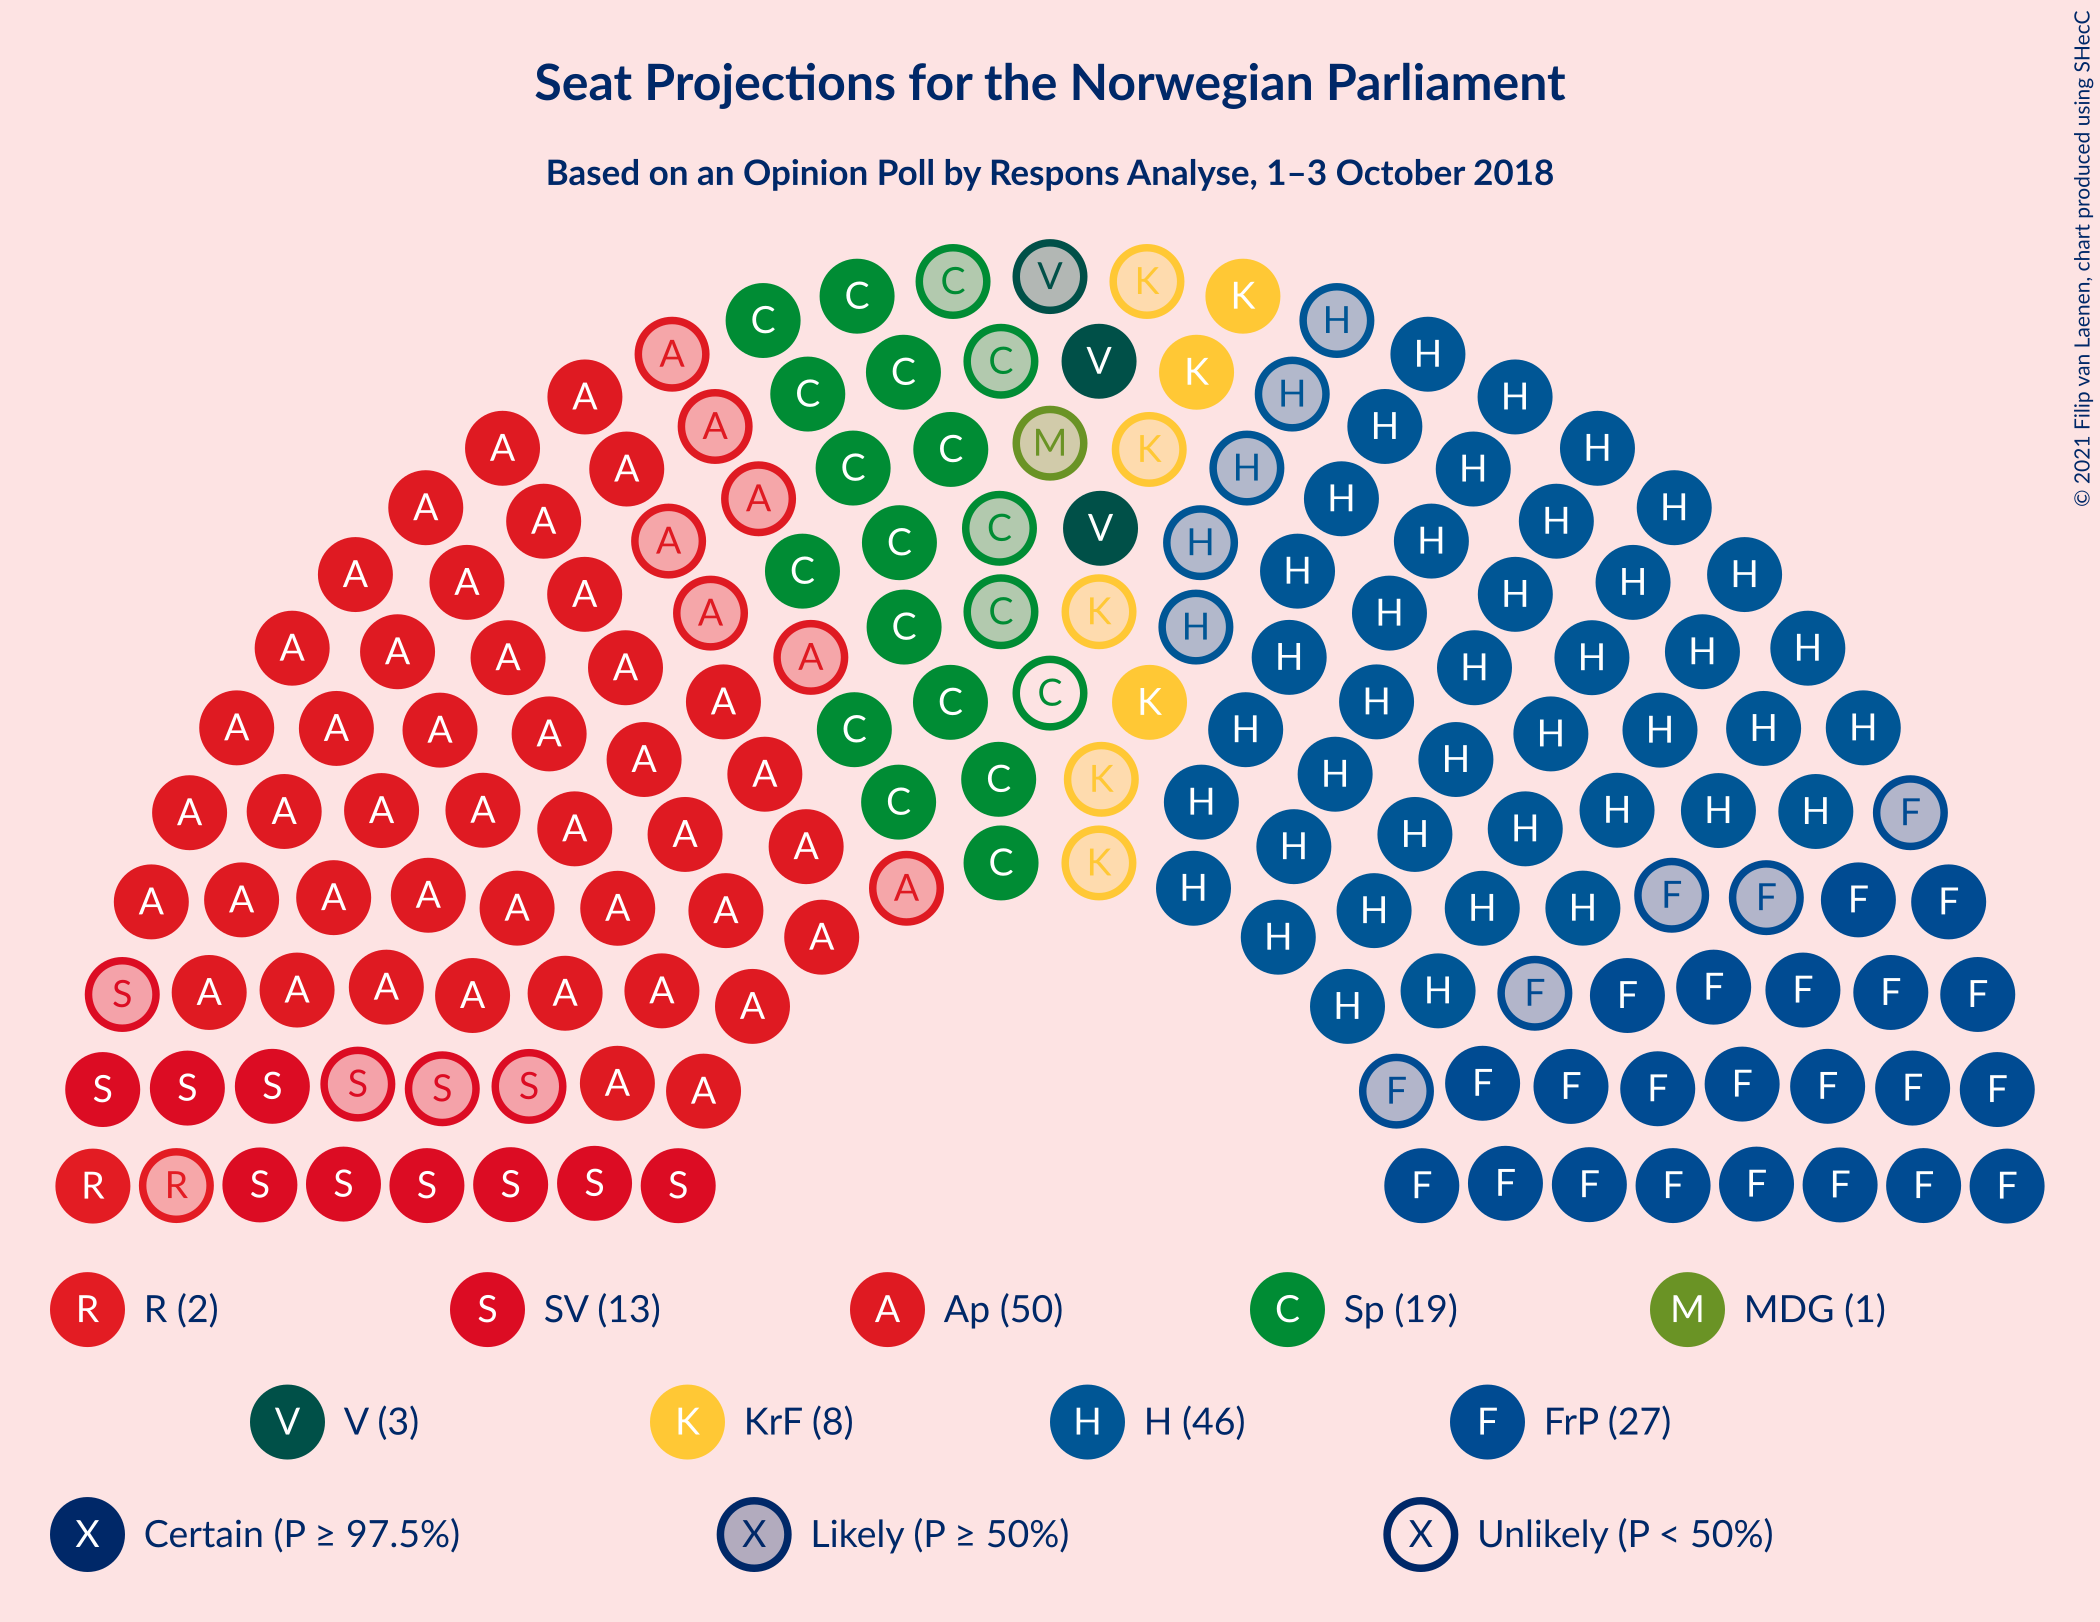 Seat Projections for the Norwegian Parliament
Based on an Opinion Poll by Respons Analyse, 1–3 October 2018
© 2021 Filip van Laenen, chart produced using SHecC
V
C K
C K
C H
C V
C K
A H
C H
A H
M
C K
A H
C H
A H
A H
C V
C H
A H
A H
A H
C H
A H
C K
A H
C H
A H
A H
A H
A H
A H
C
C K
A H
A H
C H
A H
A H
A H
A H
A H
C K
C H
A H
A H
A H
A H
A F
A H
A H
C K
A H
A F
A F
A F
A F
A H
A H
A H
A H
A H
A F
A H
A F
S F
A F
A F
A F
A H
S F
S F
S F
S F
S F
S F
A F
A F
R S S S S S S R F F F F F F F F
R R (2) S SV (13) A Ap (50) C Sp (19) M MDG (1)
V V (3) K KrF (8) H H (46) F FrP (27)
X Certain (P ≥ 97.5%) X Likely (P ≥ 50%) X Unlikely (P < 50%)